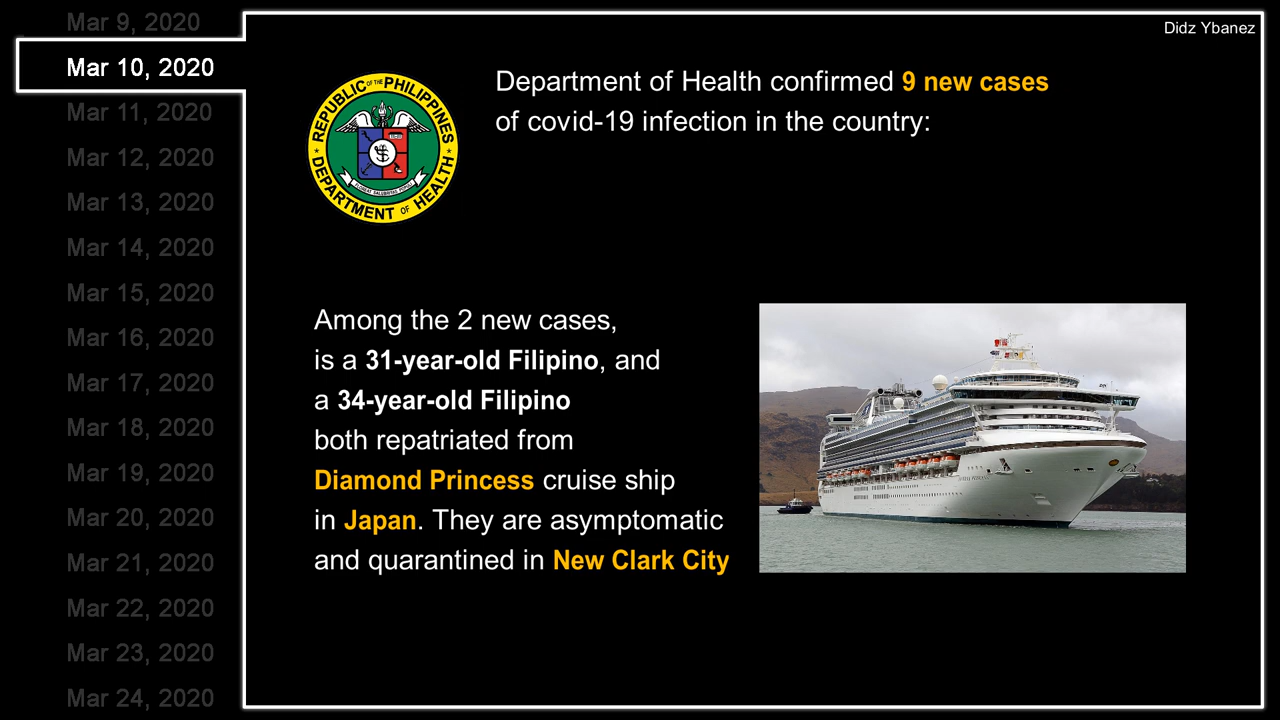 Mar 9, 2020
Mar 10, 2020
Mar 11, 2020
Mar 12, 2020
Mar 13, 2020
Mar 14, 2020
Mar 15, 2020
Mar 16, 2020
Mar 17, 2020
Mar 18, 2020
Mar 19, 2020
Mar 20, 2020
Mar 21, 2020
Mar 22, 2020
Mar 23, 2020
Mar 24, 2020
Didz Ybanez
REPUBLIC OF THE PHILIPPINES
DEPARTMENT OF HEALTH
Department of Health confirmed 9 new cases
of covid-19 infection in the country:
Among the 2 new cases,
is a 31-year-old Filipino, and
a 34-year-old Filipino
both repatriated from
Diamond Princess cruise ship
in Japan. They are asymptomatic
and quarantined in New Clark City